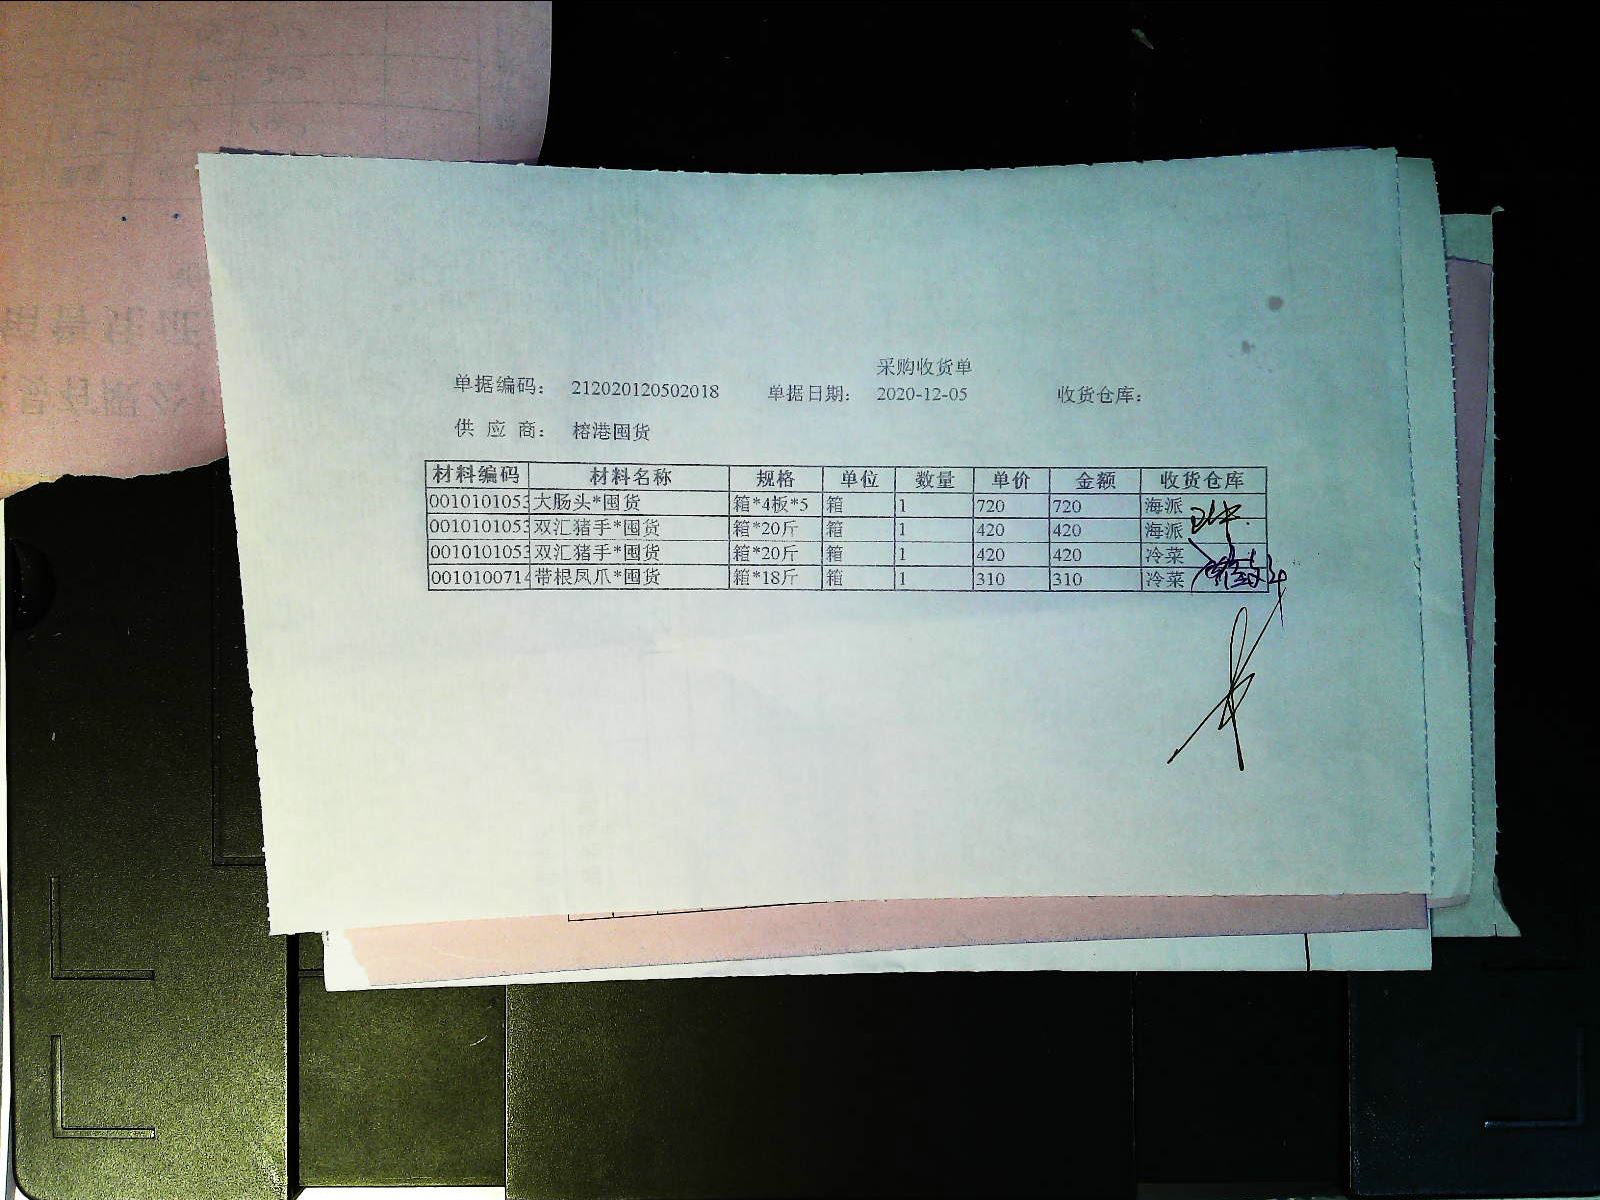 采购收货单
单据编码： 212020120502018 单据日期： 2020-12-05 收货仓库：
供 应 商： 榕港囤货
材料编码 材料名称 规格 单位 数量 单价 金额 收货仓库
0010101053 大肠头*囤货 箱*4板*5 箱 1 720 720 海派
0010101053 双汇猪手*囤货 箱*20斤 箱 1 420 420 海派
0010101053 双汇猪手*囤货 箱*20斤 箱 1 420 420 冷菜
0010100714 带根凤爪*囤货 箱*18斤 箱 1 310 310 冷菜